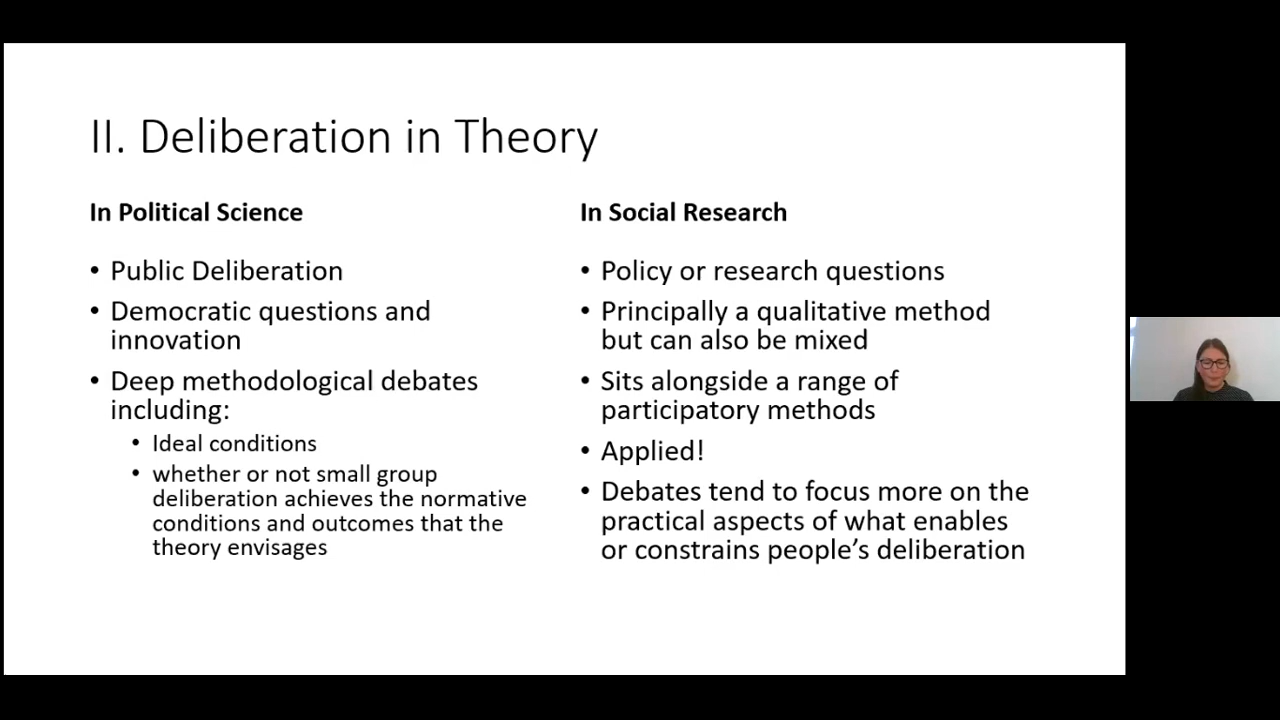 II. Deliberation in Theory
In Political Science
• Public Deliberation
• Democratic questions and
innovation
• Deep methodological debates
including:
• Ideal conditions
• whether or not small group
deliberation achieves the normative
conditions and outcomes that the
theory envisages
In Social Research
• Policy or research questions
• Principally a qualitative method
but can also be mixed
• Sits alongside a range of
participatory methods
• Applied!
• Debates tend to focus more on the
practical aspects of what enables
or constrains people’s deliberation